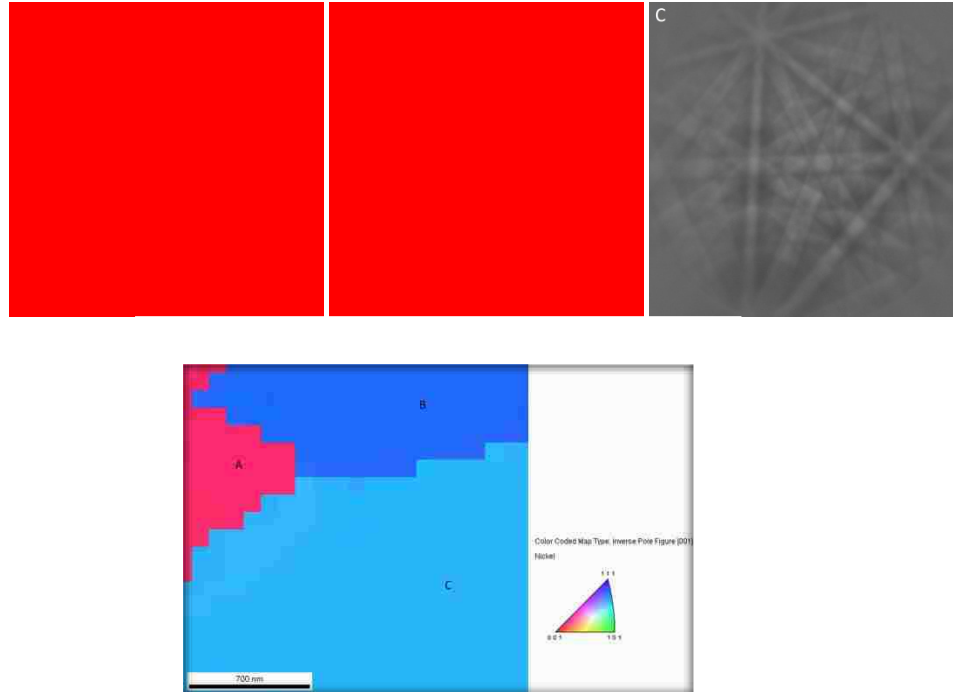 C
B
A
C
Color Coded Map Type: Inverse Pole Figure [001]
Nickel
1 1 1
0 0 1
1 0 1
700 nm